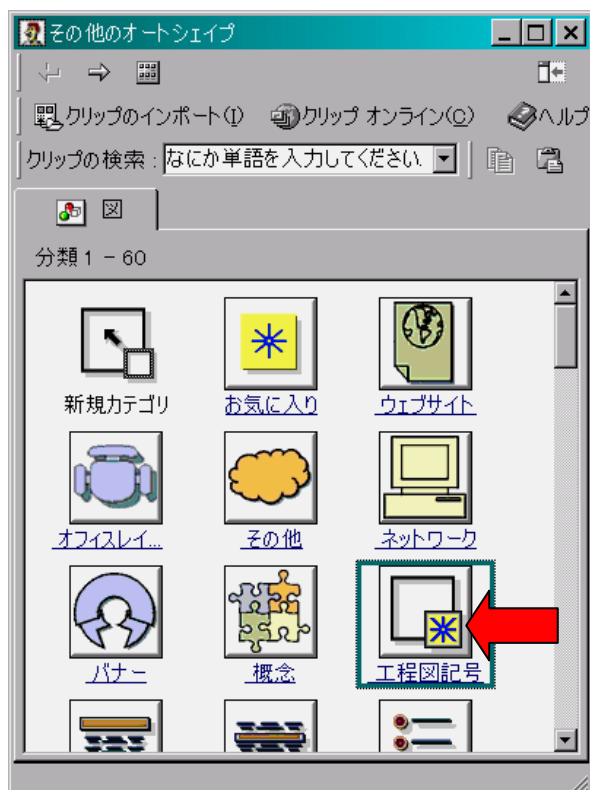 その他のオートシェイプ
クリップのインポート(I) クリップ オンライン(O) ヘルプ
クリップの検索: なにか単語を入力してください.
図
分類 1 - 60
新規カテゴリ お気に入り ウェブサイト
オフィスレイ... その他 ネットワーク
バナー 概念 工程図記号